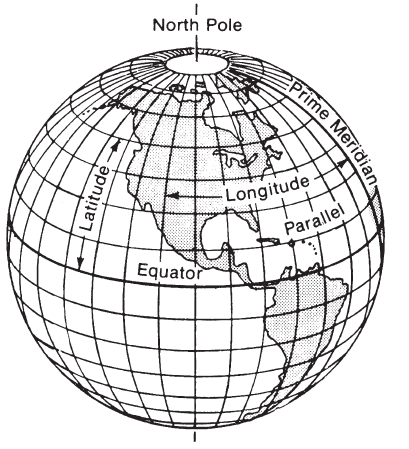 North Pole
Prime Meridian
Latitude
Longitude
Parallel
Equator